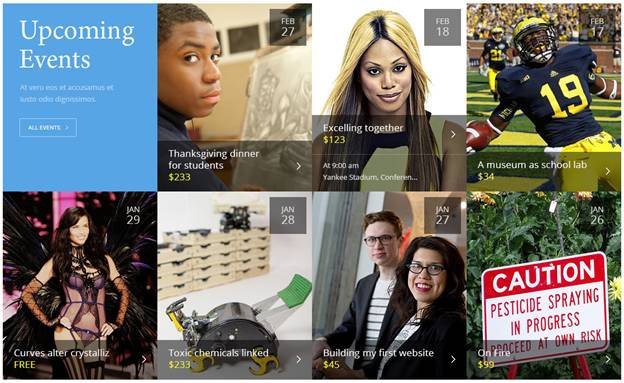 Upcoming
Events
At vero eos et accusamus et
iusto odio dignissimos.
ALL EVENTS >
FEB
27
Thanksgiving dinner
for students
$233
FEB
18
Excelling together
$123
At 9:00 am
Yankee Stadium, Conferen...
FEB
17
19
A museum as school lab
$34
JAN
29
Curves alter crystalliz
FREE
JAN
28
Toxic chemicals linked
$233
JAN
27
Building my first website
$45
JAN
26
CAUTION
PESTICIDE SPRAYING
IN PROGRESS
PROCEED AT OWN RISK
On Fire
$99